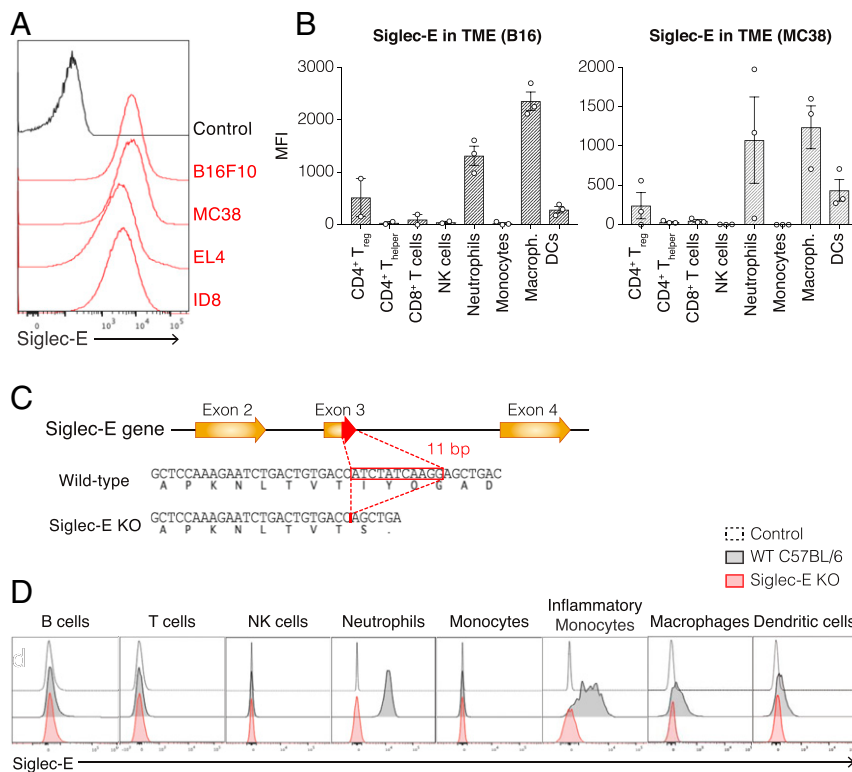 A
Control
B16F10
MC38
EL4
ID8
0 10³ 10⁴ 10⁵
Siglec-E
B
Siglec-E in TME (B16)
3000
2000
1000
0
MFI
CD4⁺ Treg
CD4⁺ Thelper
CD8⁺ T cells
NK cells
Neutrophils
Monocytes
Macroph.
DCs
Siglec-E in TME (MC38)
2000
1500
1000
500
0
CD4⁺ Treg
CD4⁺ Thelper
CD8⁺ T cells
NK cells
Neutrophils
Monocytes
Macroph.
DCs
C
Exon 2 Exon 3 Exon 4
Siglec-E gene
11 bp
Wild-type
GCTCCAAAGAATCTGACTGTGACCATCTATCAAGGAGCTGAC
A P K N L T V T I Y Q G A D
Siglec-E KO
GCTCCAAAGAATCTGACTGTGACCAGCTGA
A P K N L T V T S .
Control
WT C57BL/6
Siglec-E KO
D
B cells
T cells
NK cells
Neutrophils
Monocytes
Inflammatory
Monocytes
Macrophages
Dendritic cells
d
Siglec-E